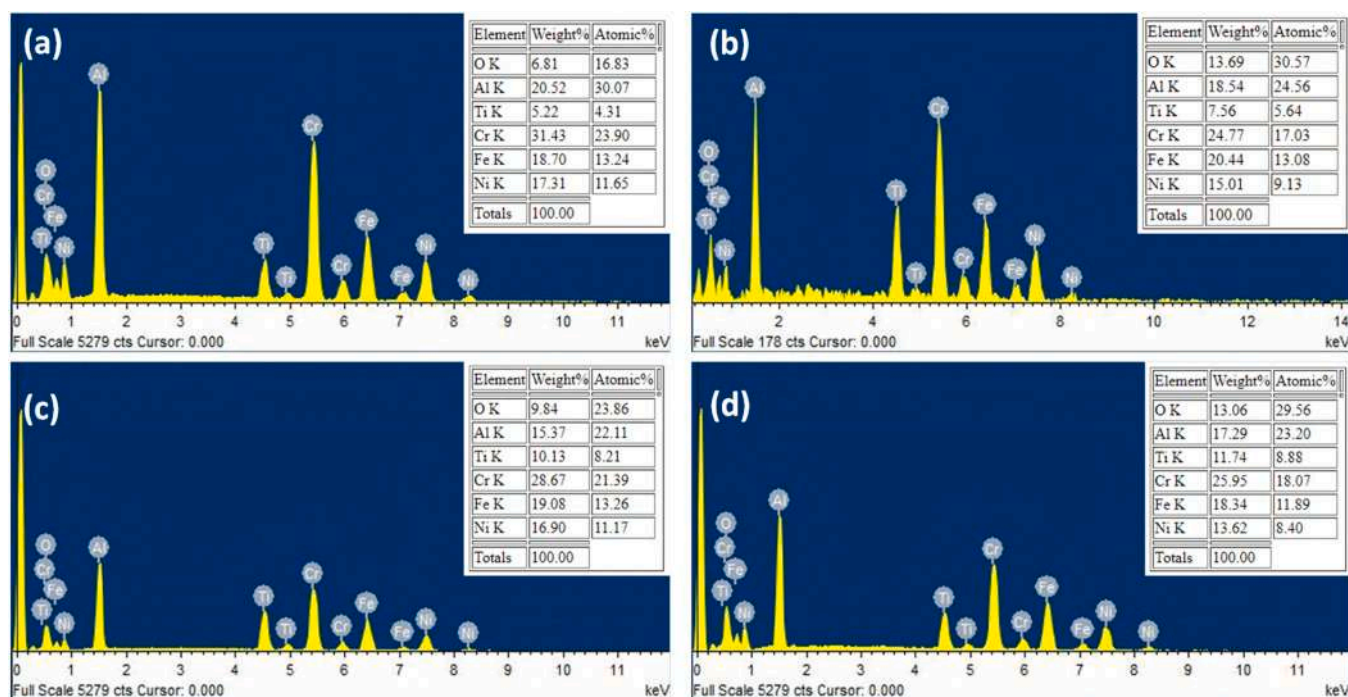 (a)
Element Weight% Atomic%
O K 6.81 16.83
Al K 20.52 30.07
Ti K 5.22 4.31
Cr K 31.43 23.90
Fe K 18.70 13.24
Ni K 17.31 11.65
Totals 100.00
Al
O
Cr
Fe
Ti
Ni
Ti
Ti
Cr
Cr
Fe
Fe
Ni
Ni
0 1 2 3 4 5 6 7 8 9 10 11
Full Scale 5279 cts Cursor: 0.000 keV
(b)
Element Weight% Atomic%
O K 13.69 30.57
Al K 18.54 24.56
Ti K 7.56 5.64
Cr K 24.77 17.03
Fe K 20.44 13.08
Ni K 15.01 9.13
Totals 100.00
Al
O
Cr
Fe
Ti
Ni
Ti
Ti
Cr
Cr
Fe
Fe
Ni
Ni
2 4 6 8 10 12 14
Full Scale 178 cts Cursor: 0.000 keV
(c)
Element Weight% Atomic%
O K 9.84 23.86
Al K 15.37 22.11
Ti K 10.13 8.21
Cr K 28.67 21.39
Fe K 19.08 13.26
Ni K 16.90 11.17
Totals 100.00
O
Al
Cr
Fe
Ti
Ni
Ti
Ti
Cr
Cr
Fe
Fe
Ni
Ni
0 1 2 3 4 5 6 7 8 9 10 11
Full Scale 5279 cts Cursor: 0.000 keV
(d)
Element Weight% Atomic%
O K 13.06 29.56
Al K 17.29 23.20
Ti K 11.74 8.88
Cr K 25.95 18.07
Fe K 18.34 11.89
Ni K 13.62 8.40
Totals 100.00
Al
O
Cr
Fe
Ti
Ni
Ti
Ti
Cr
Cr
Fe
Fe
Ni
Ni
0 1 2 3 4 5 6 7 8 9 10 11
Full Scale 5279 cts Cursor: 0.000 keV